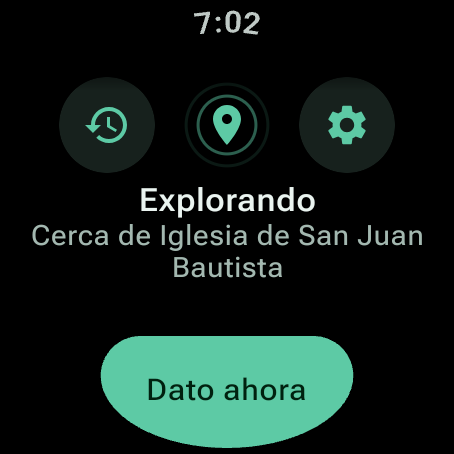 7:02
Explorando
Cerca de Iglesia de San Juan
Bautista
Dato ahora